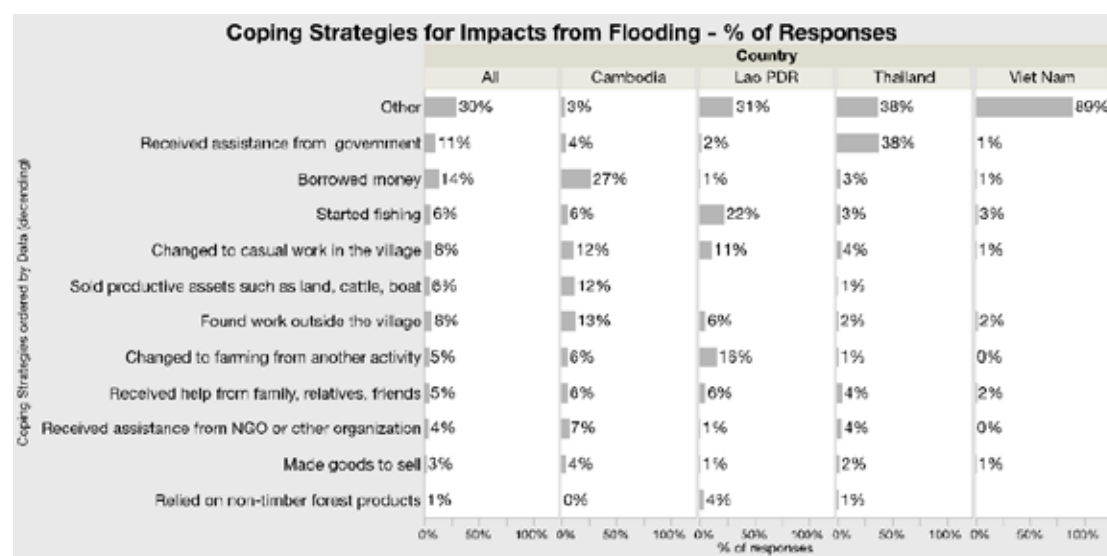 Coping Strategies for Impacts from Flooding - % of Responses
Country
All Cambodia Lao PDR Thailand Viet Nam
Other 30% 3% 31% 38% 89%
Received assistance from government 11% 4% 2% 38% 1%
Borrowed money 14% 27% 1% 3% 1%
Started fishing 6% 6% 22% 3% 3%
Changed to casual work in the village 8% 12% 11% 4% 1%
Sold productive assets such as land, cattle, boat 6% 12% 1%
Found work outside the village 8% 13% 6% 2% 2%
Changed to farming from another activity 5% 6% 16% 1% 0%
Received help from family, relatives, friends 5% 6% 6% 4% 2%
Received assistance from NGO or other organization 4% 7% 1% 4% 0%
Made goods to sell 3% 4% 1% 2% 1%
Relied on non-timber forest products 1% 0% 4% 1%
0% 50% 100% 0% 50% 100% 0% 50% 100% 0% 50% 100% 0% 50% 100%
% of responses
Coping Strategies ordered by Data (decending)